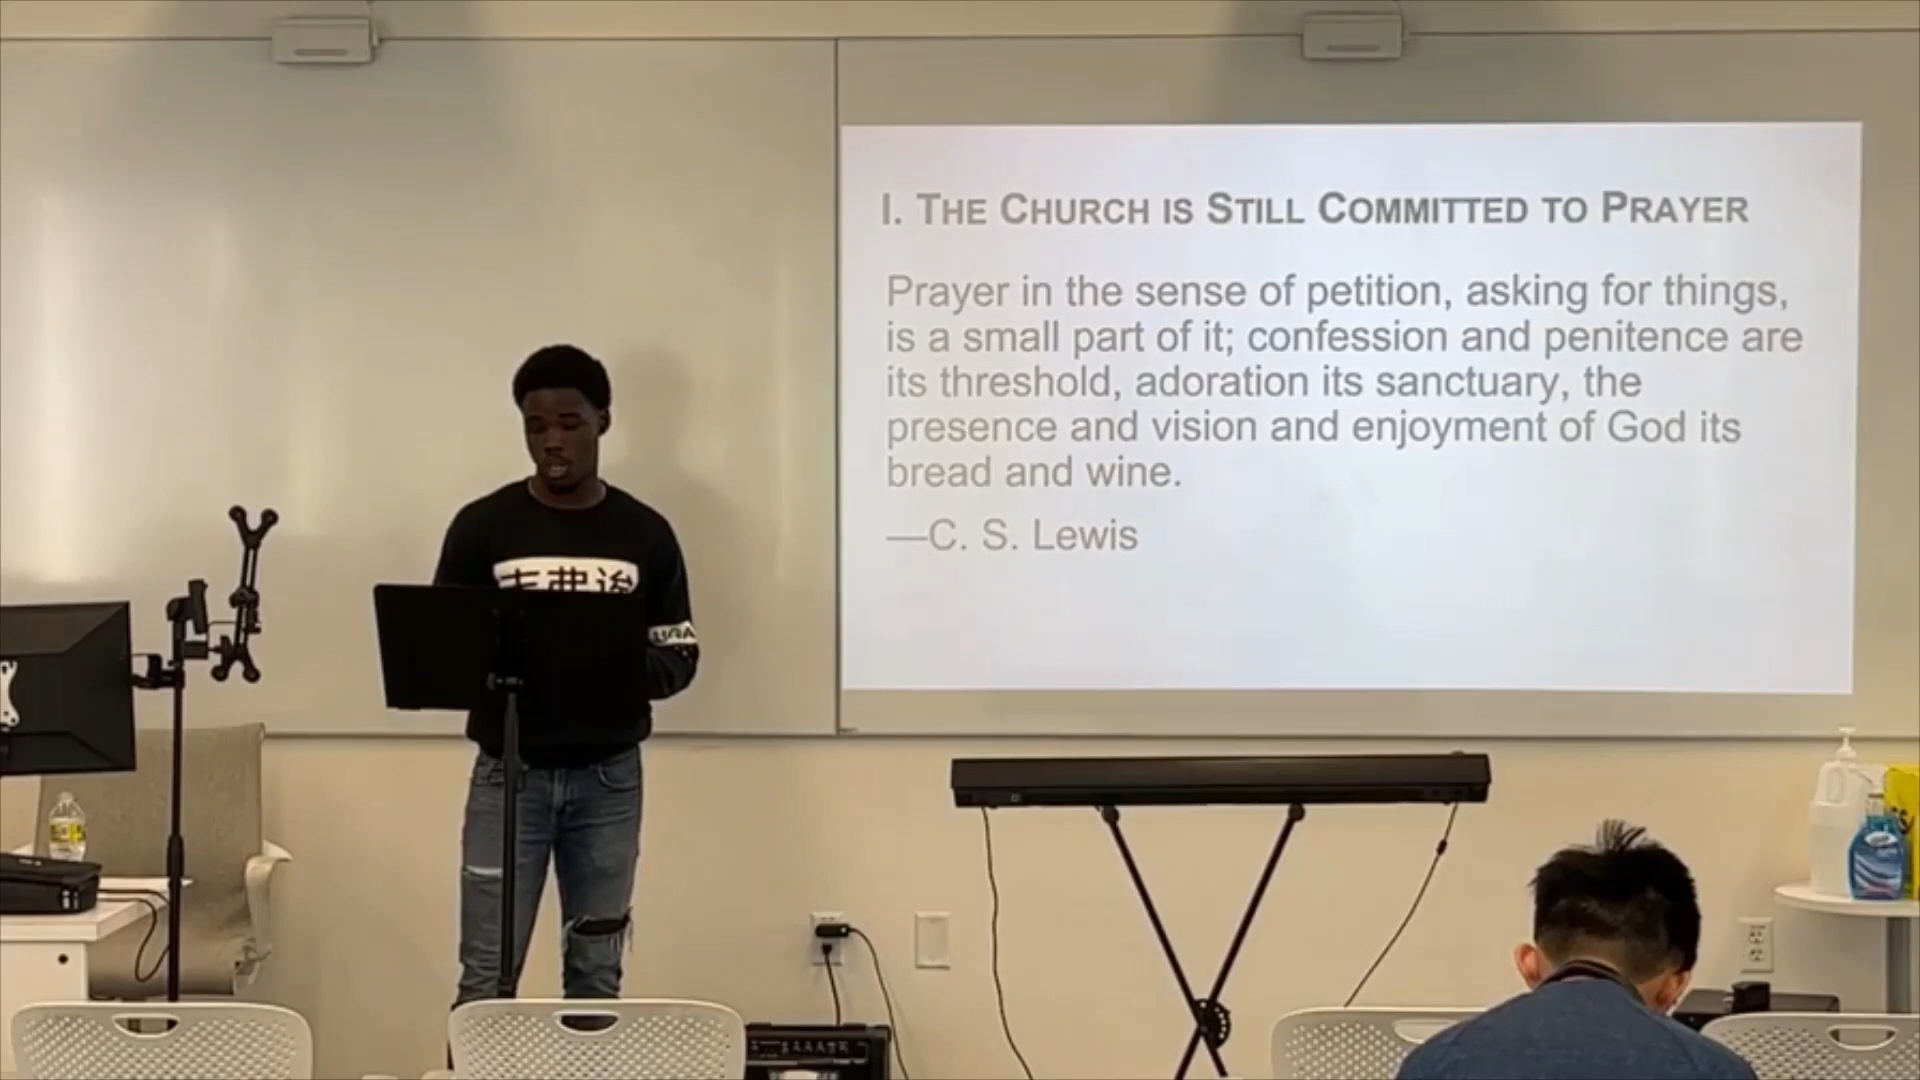 I. THE CHURCH IS STILL COMMITTED TO PRAYER
Prayer in the sense of petition, asking for things,
is a small part of it; confession and penitence are
its threshold, adoration its sanctuary, the
presence and vision and enjoyment of God its
bread and wine.
—C. S. Lewis